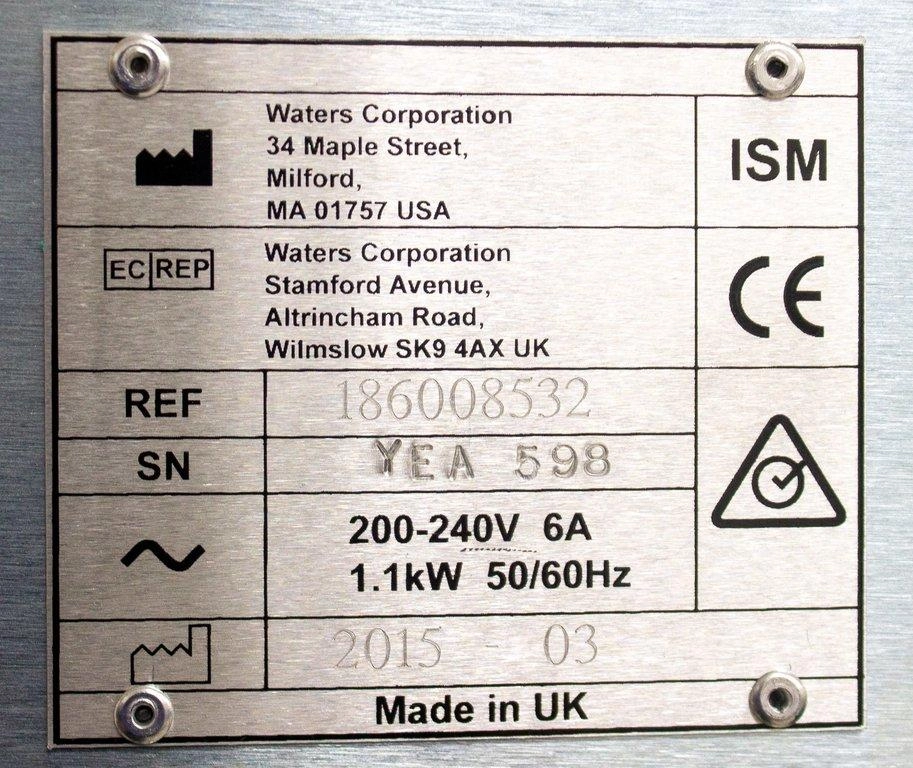 Waters Corporation
34 Maple Street,
Milford,
MA 01757 USA
ISM
EC REP
Waters Corporation
Stamford Avenue,
Altrincham Road,
Wilmslow SK9 4AX UK
CE
REF 186008532
SN YEA 598
200-240V 6A
1.1kW 50/60Hz
2015 - 03
Made in UK